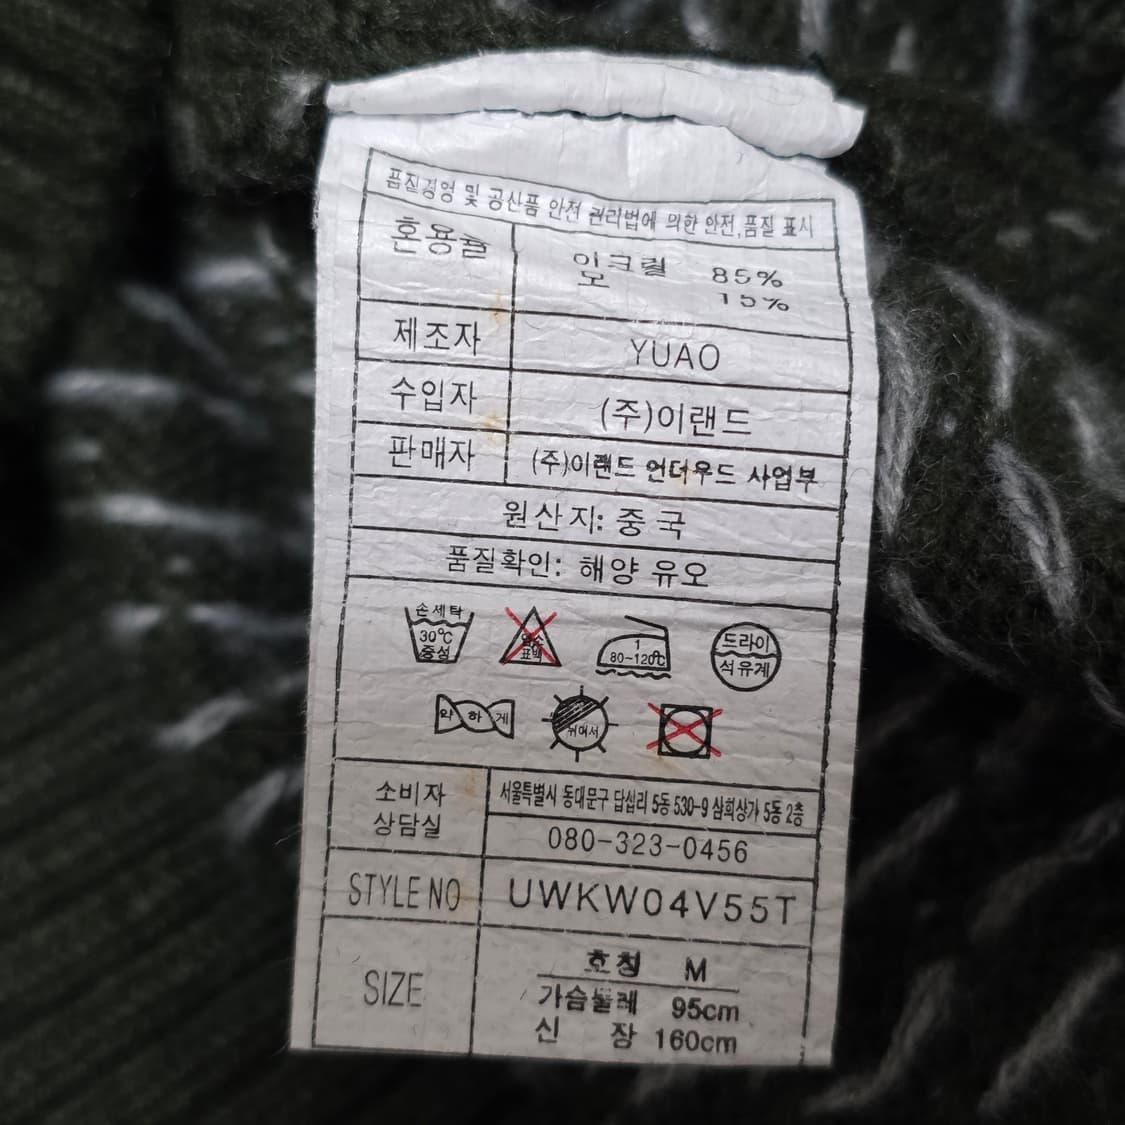 품질경영 및 공산품 안전 관리법에 의한 안전,품질 표시
혼용율
아크릴 85%
모 15%
제조자 YUAO
수입자 (주)이랜드
판매자 (주)이랜드 언더우드 사업부
원산지: 중국
품질확인: 해양 유오
손세탁
30℃
중성
염소
표백
1
80-120℃
드라이
석유계
약하게
뉘어서
소비자
상담실
서울특별시 동대문구 답십리 5동 530-9 삼희상가 5동 2층
080-323-0456
STYLE NO UWKW04V55T
SIZE
호칭 M
가슴둘레 95cm
신 장 160cm